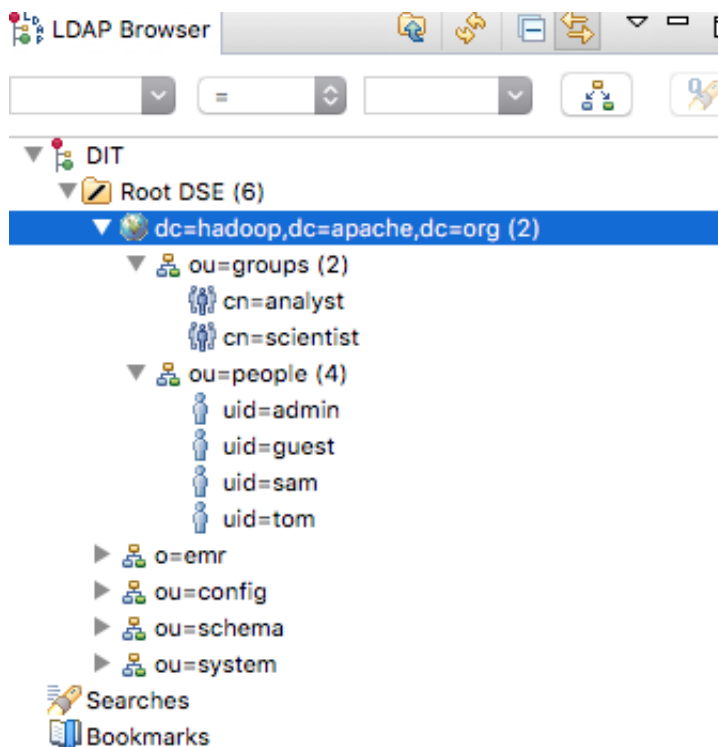 LDAP Browser
=
DIT
Root DSE (6)
dc=hadoop,dc=apache,dc=org (2)
ou=groups (2)
cn=analyst
cn=scientist
ou=people (4)
uid=admin
uid=guest
uid=sam
uid=tom
o=emr
ou=config
ou=schema
ou=system
Searches
Bookmarks